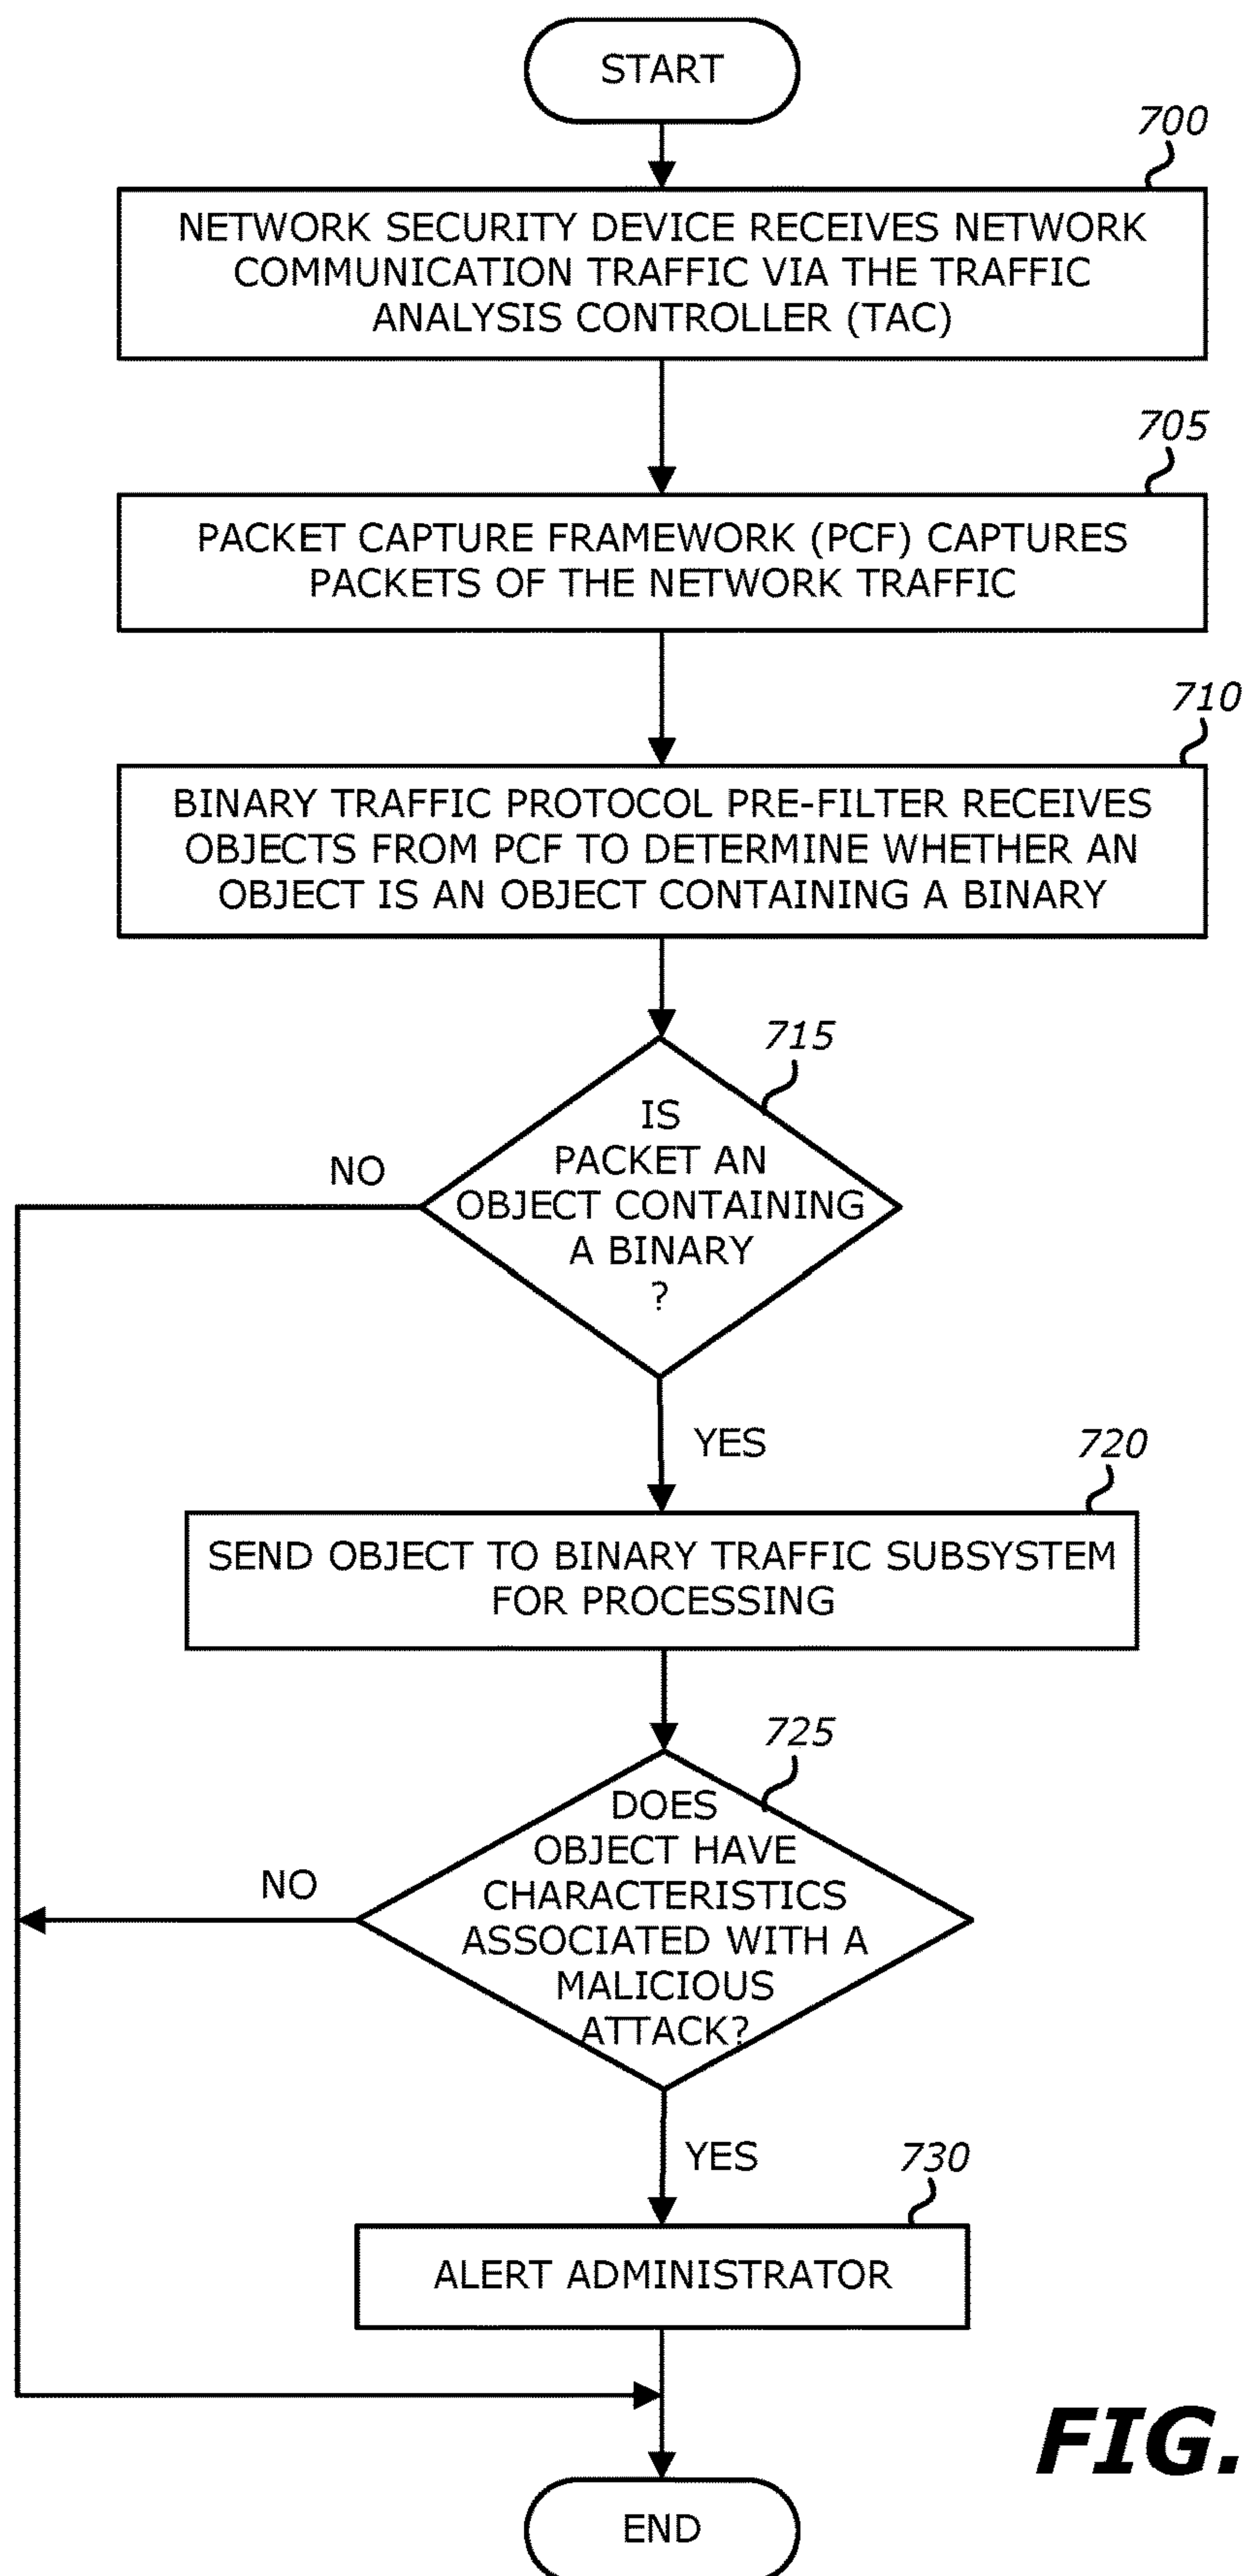 START
700
NETWORK SECURITY DEVICE RECEIVES NETWORK
COMMUNICATION TRAFFIC VIA THE TRAFFIC
ANALYSIS CONTROLLER (TAC)
705
PACKET CAPTURE FRAMEWORK (PCF) CAPTURES
PACKETS OF THE NETWORK TRAFFIC
710
BINARY TRAFFIC PROTOCOL PRE-FILTER RECEIVES
OBJECTS FROM PCF TO DETERMINE WHETHER AN
OBJECT IS AN OBJECT CONTAINING A BINARY
715
IS
PACKET AN
OBJECT CONTAINING
A BINARY
?
NO
YES
720
SEND OBJECT TO BINARY TRAFFIC SUBSYSTEM
FOR PROCESSING
725
DOES
OBJECT HAVE
CHARACTERISTICS
ASSOCIATED WITH A
MALICIOUS
ATTACK?
NO
YES
730
ALERT ADMINISTRATOR
FIG.
END